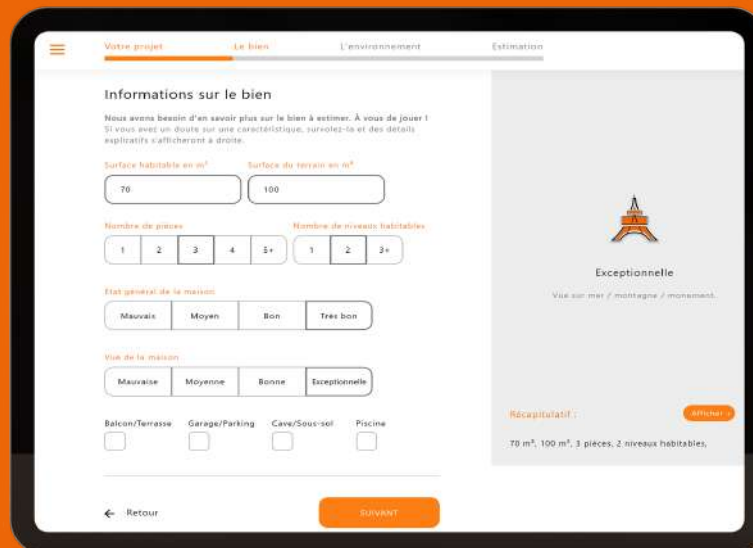 Votre projet Le bien L'environnement Estimation
Informations sur le bien
Nous avons besoin d'en savoir plus sur le bien à estimer. À vous de jouer !
Si vous avez un doute sur une caractéristique, survolez-la et des détails
explicatifs s'afficheront à droite.
Surface habitable en m² Surface du terrain en m²
70 100
Nombre de pièces Nombre de niveaux habitables
1 2 3 4 5+ 1 2 3+
Etat général de la maison
Mauvais Moyen Bon Très bon
Vue de la maison
Mauvaise Moyenne Bonne Exceptionnelle
Balcon/Terrasse Garage/Parking Cave/Sous-sol Piscine
← Retour SUIVANT
Exceptionnelle
Vue sur mer / montagne / monument.
Récapitulatif : Afficher >
70 m², 100 m², 3 pièces, 2 niveaux habitables,